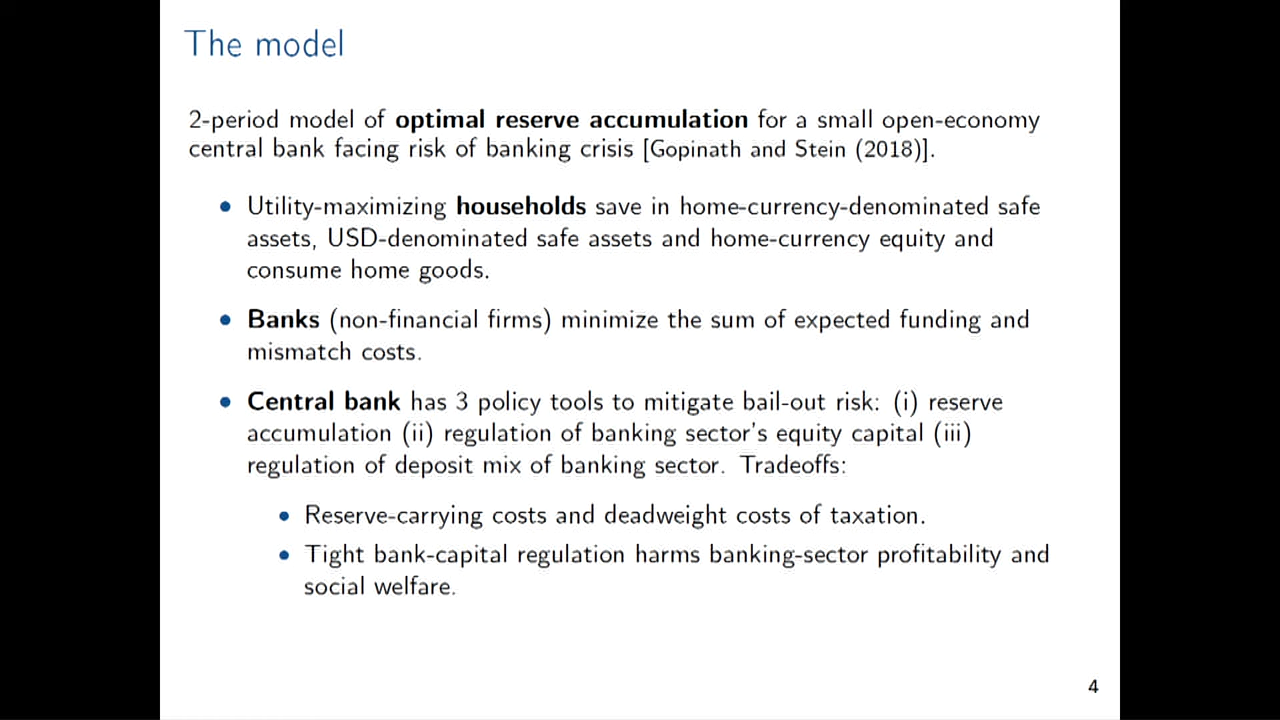 The model
2-period model of optimal reserve accumulation for a small open-economy
central bank facing risk of banking crisis [Gopinath and Stein (2018)].
• Utility-maximizing households save in home-currency-denominated safe
assets, USD-denominated safe assets and home-currency equity and
consume home goods.
• Banks (non-financial firms) minimize the sum of expected funding and
mismatch costs.
• Central bank has 3 policy tools to mitigate bail-out risk: (i) reserve
accumulation (ii) regulation of banking sector's equity capital (iii)
regulation of deposit mix of banking sector. Tradeoffs:
• Reserve-carrying costs and deadweight costs of taxation.
• Tight bank-capital regulation harms banking-sector profitability and
social welfare.
4